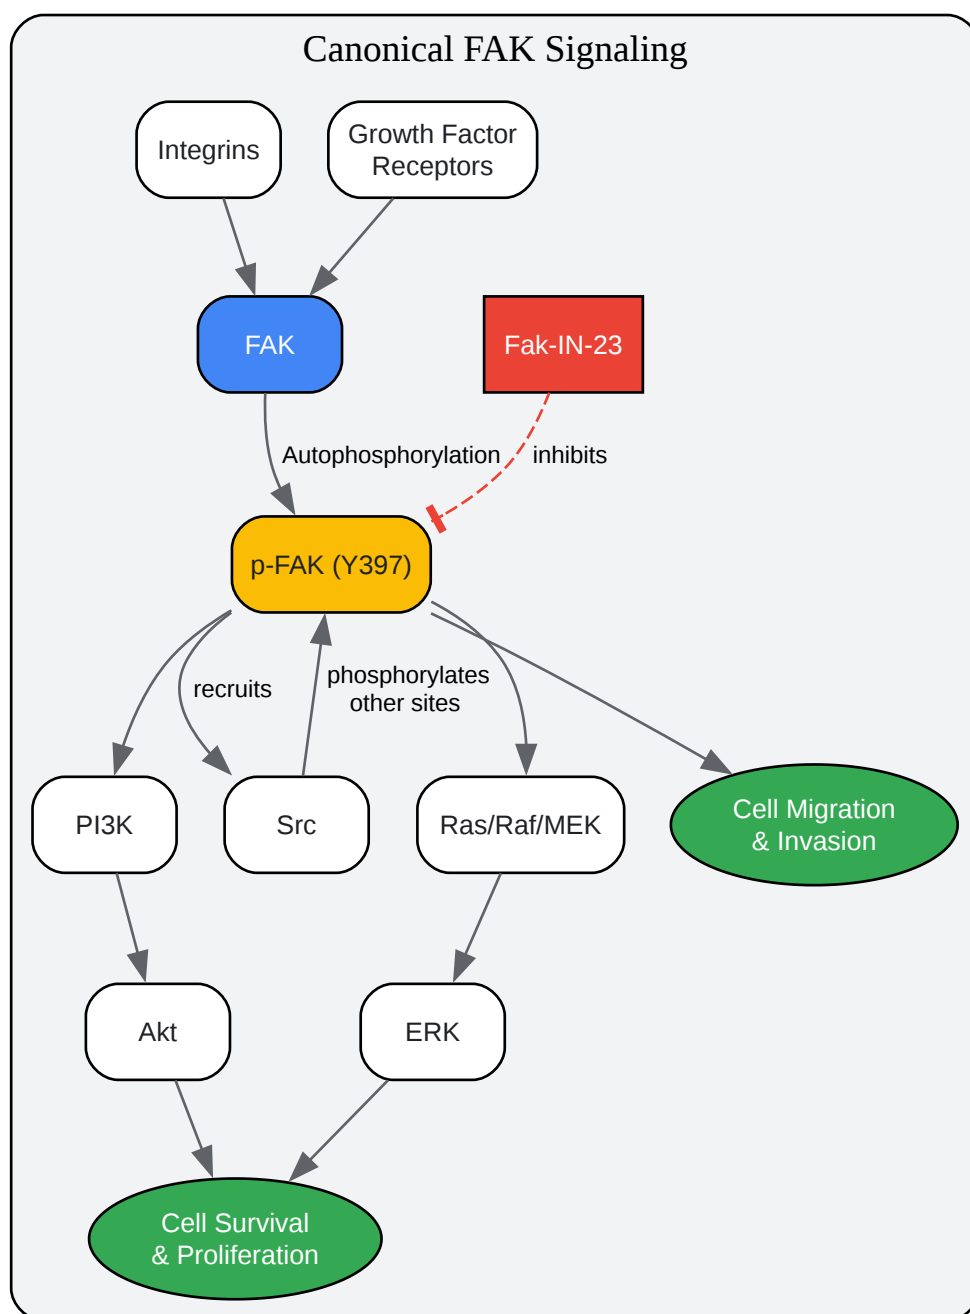 Canonical FAK Signaling
Integrins
Growth Factor
Receptors
FAK
Fak-IN-23
Autophosphorylation
inhibits
p-FAK (Y397)
recruits
phosphorylates
other sites
PI3K
Src
Ras/Raf/MEK
Cell Migration
& Invasion
Akt
ERK
Cell Survival
& Proliferation